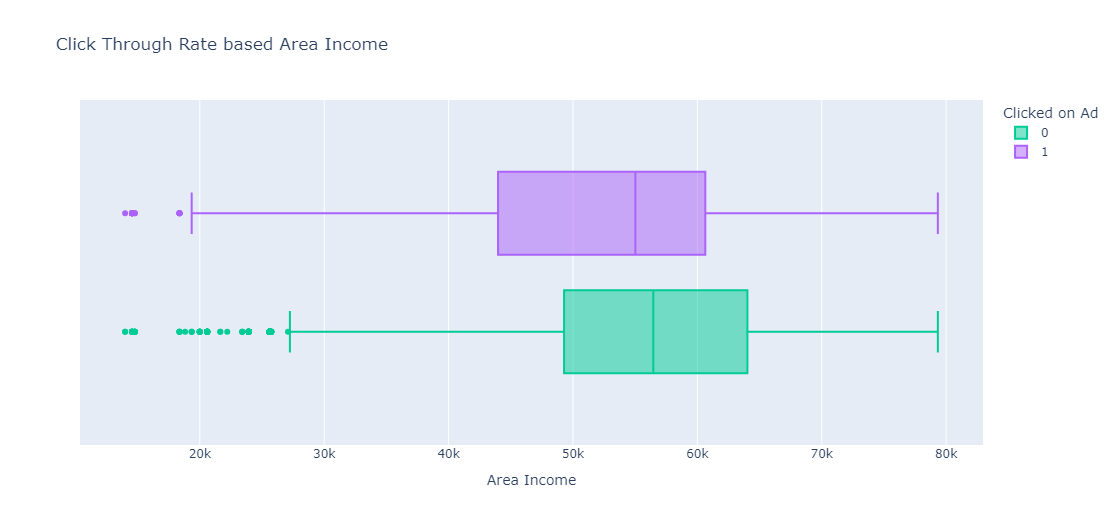 Click Through Rate based Area Income
Clicked on Ad
0
1
20k
30k
40k
50k
60k
70k
80k
Area Income